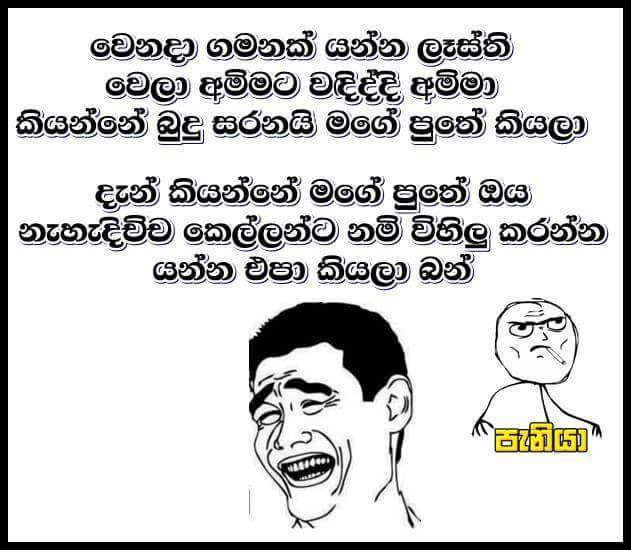 වෙනදා ගමනක් යන්න ලෑස්ති
වෙලා අම්මට වඳිද්දි අම්මා
කියන්නේ බුදු සරනයි මගේ පුතේ කියලා
දැන් කියන්නේ මගේ පුතේ ඔය
නැහැදිච්ච කෙල්ලන්ට නම් විහිලු කරන්න
යන්න එපා කියලා බන්
පැනියා